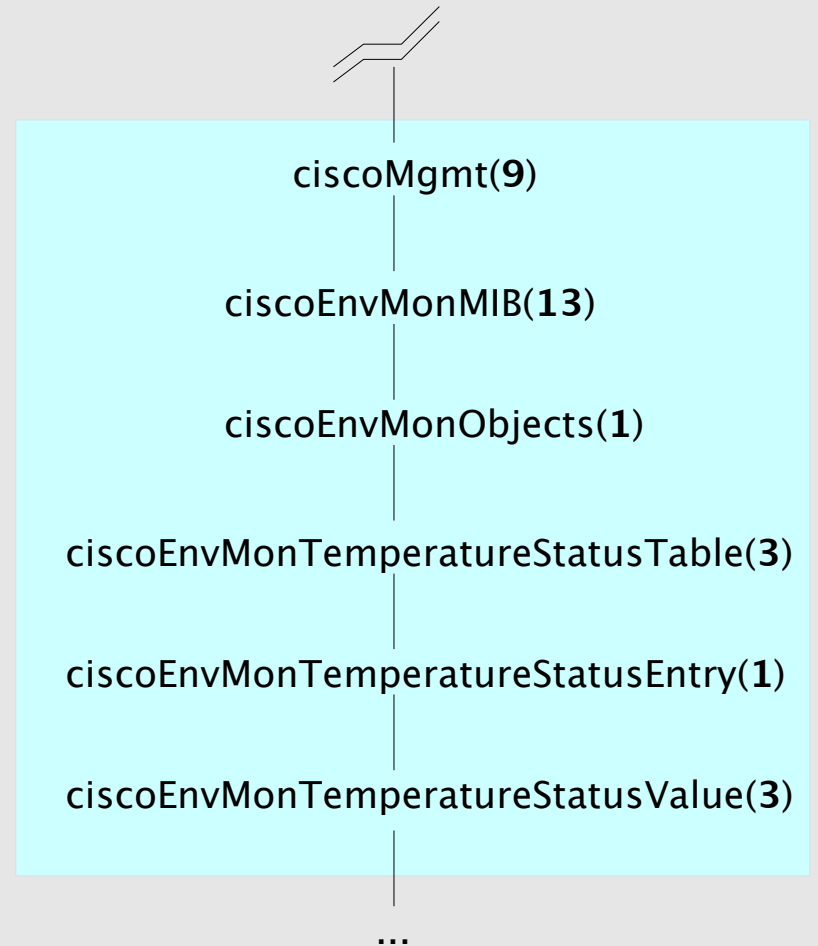 ciscoMgmt(9)
ciscoEnvMonMIB(13)
ciscoEnvMonObjects(1)
ciscoEnvMonTemperatureStatusTable(3)
ciscoEnvMonTemperatureStatusEntry(1)
ciscoEnvMonTemperatureStatusValue(3)
...